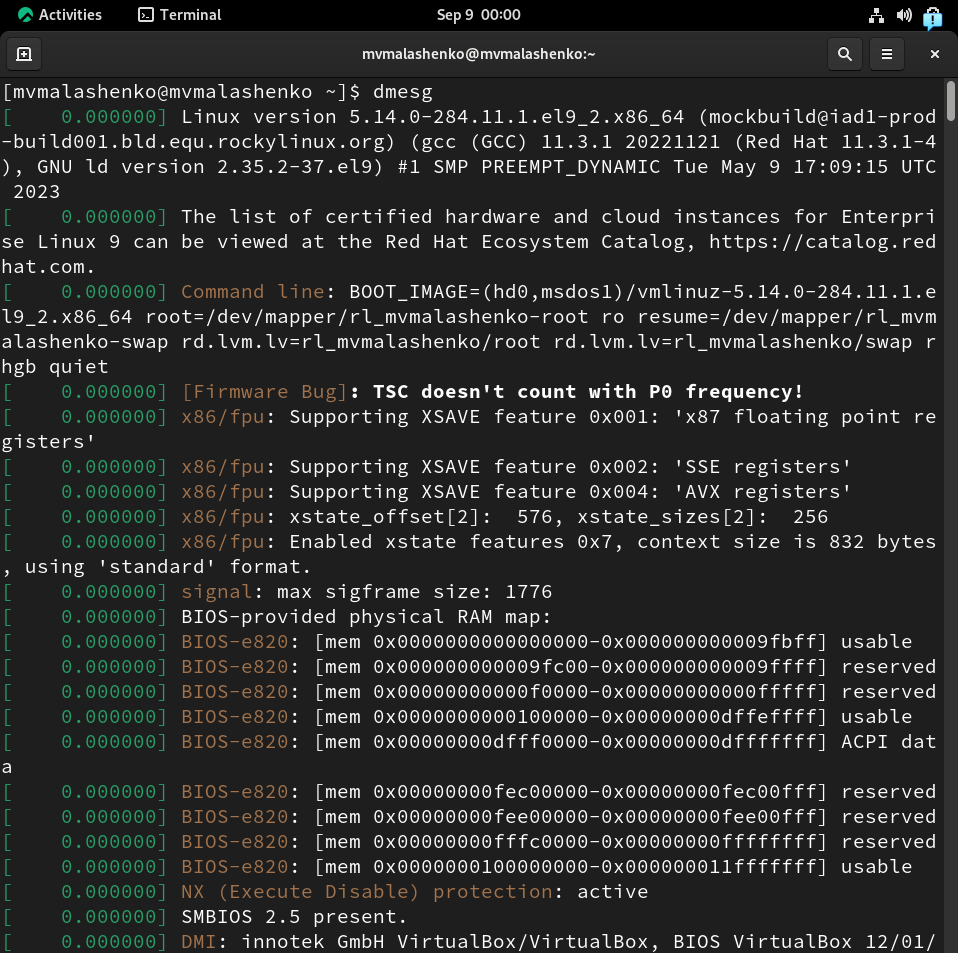 Activities Terminal Sep 9 00:00
mvmalashenko@mvmalashenko:~
[mvmalashenko@mvmalashenko ~]$ dmesg
[    0.000000] Linux version 5.14.0-284.11.1.el9_2.x86_64 (mockbuild@iad1-prod
-build001.bld.equ.rockylinux.org) (gcc (GCC) 11.3.1 20221121 (Red Hat 11.3.1-4
), GNU ld version 2.35.2-37.el9) #1 SMP PREEMPT_DYNAMIC Tue May 9 17:09:15 UTC
 2023
[    0.000000] The list of certified hardware and cloud instances for Enterpri
se Linux 9 can be viewed at the Red Hat Ecosystem Catalog, https://catalog.red
hat.com.
[    0.000000] Command line: BOOT_IMAGE=(hd0,msdos1)/vmlinuz-5.14.0-284.11.1.e
l9_2.x86_64 root=/dev/mapper/rl_mvmalashenko-root ro resume=/dev/mapper/rl_mvm
alashenko-swap rd.lvm.lv=rl_mvmalashenko/root rd.lvm.lv=rl_mvmalashenko/swap r
hgb quiet
[    0.000000] [Firmware Bug]: TSC doesn't count with P0 frequency!
[    0.000000] x86/fpu: Supporting XSAVE feature 0x001: 'x87 floating point re
gisters'
[    0.000000] x86/fpu: Supporting XSAVE feature 0x002: 'SSE registers'
[    0.000000] x86/fpu: Supporting XSAVE feature 0x004: 'AVX registers'
[    0.000000] x86/fpu: xstate_offset[2]:  576, xstate_sizes[2]:  256
[    0.000000] x86/fpu: Enabled xstate features 0x7, context size is 832 bytes
, using 'standard' format.
[    0.000000] signal: max sigframe size: 1776
[    0.000000] BIOS-provided physical RAM map:
[    0.000000] BIOS-e820: [mem 0x0000000000000000-0x000000000009fbff] usable
[    0.000000] BIOS-e820: [mem 0x000000000009fc00-0x000000000009ffff] reserved
[    0.000000] BIOS-e820: [mem 0x00000000000f0000-0x00000000000fffff] reserved
[    0.000000] BIOS-e820: [mem 0x0000000000100000-0x00000000dffeffff] usable
[    0.000000] BIOS-e820: [mem 0x00000000dfff0000-0x00000000dfffffff] ACPI dat
a
[    0.000000] BIOS-e820: [mem 0x00000000fec00000-0x00000000fec00fff] reserved
[    0.000000] BIOS-e820: [mem 0x00000000fee00000-0x00000000fee00fff] reserved
[    0.000000] BIOS-e820: [mem 0x00000000fffc0000-0x00000000ffffffff] reserved
[    0.000000] BIOS-e820: [mem 0x0000000100000000-0x000000011fffffff] usable
[    0.000000] NX (Execute Disable) protection: active
[    0.000000] SMBIOS 2.5 present.
[    0.000000] DMI: innotek GmbH VirtualBox/VirtualBox, BIOS VirtualBox 12/01/